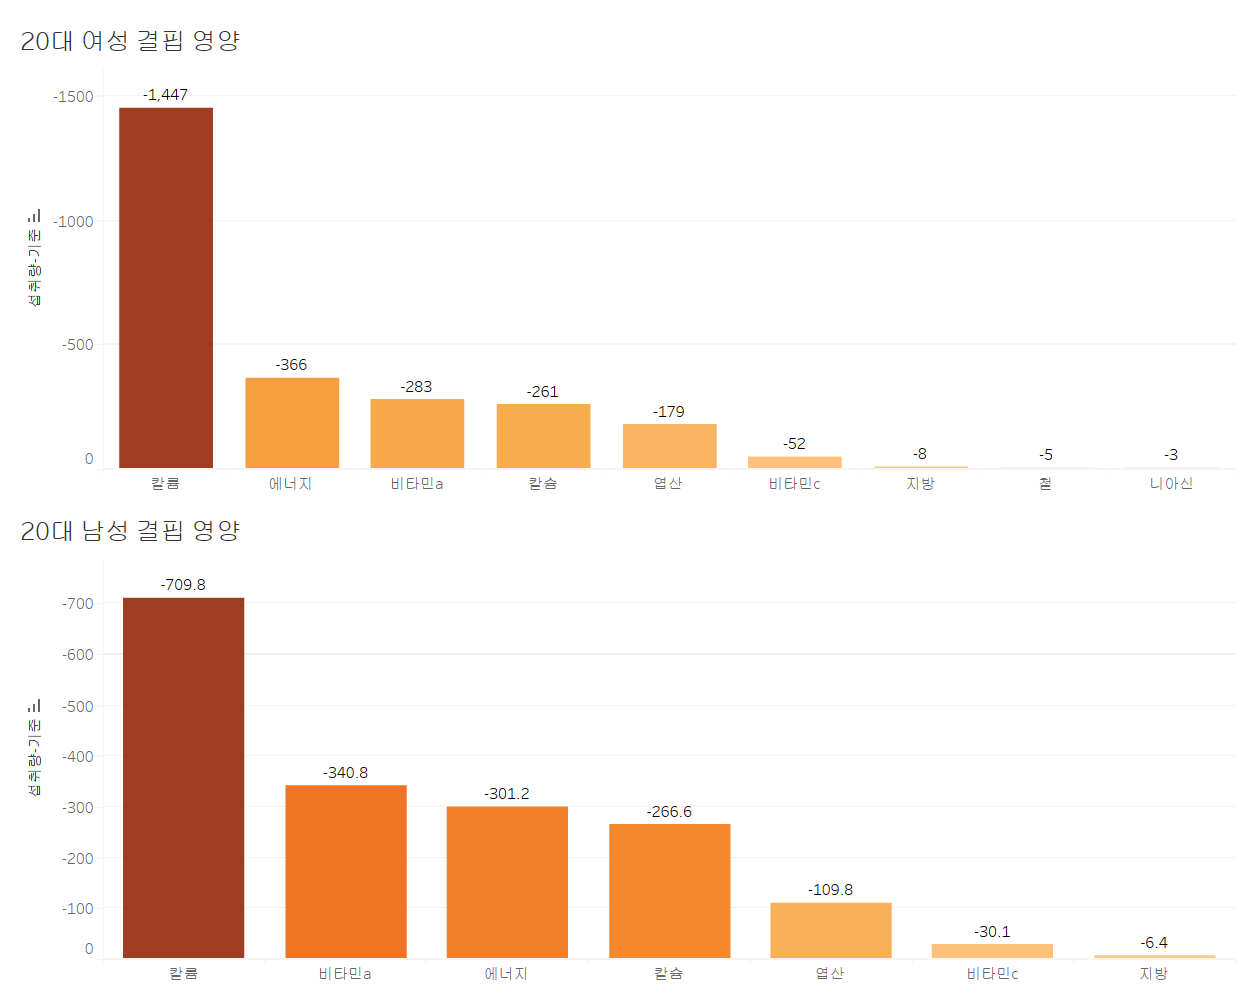 20대 여성 결핍 영양
-1500
-1000
-500
0
섭취량-기준
-1,447
-366
-283
-261
-179
-52
-8
-5
-3
칼륨
에너지
비타민a
칼슘
엽산
비타민c
지방
철
니아신
20대 남성 결핍 영양
-700
-600
-500
-400
-300
-200
-100
0
섭취량-기준
-709.8
-340.8
-301.2
-266.6
-109.8
-30.1
-6.4
칼륨
비타민a
에너지
칼슘
엽산
비타민c
지방